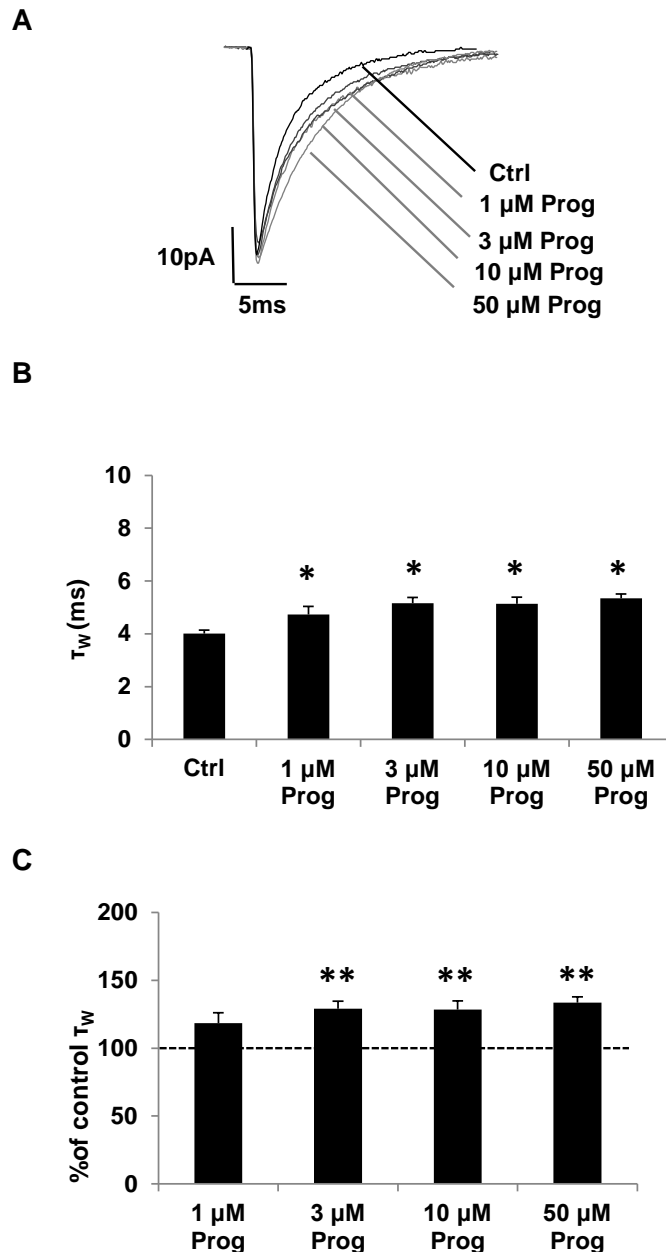 A
Ctrl
1 µM Prog
3 µM Prog
10 µM Prog
50 µM Prog
10pA
5ms
B
10
8
6
4
2
0
τw (ms)
* * * *
Ctrl 1 µM Prog 3 µM Prog 10 µM Prog 50 µM Prog
C
200
150
100
50
0
%of control τw
** ** **
1 µM Prog 3 µM Prog 10 µM Prog 50 µM Prog